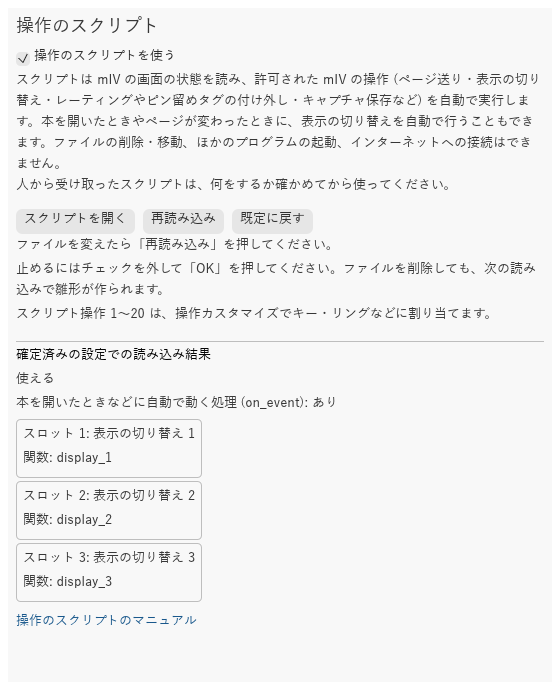 操作のスクリプト
操作のスクリプトを使う
スクリプトは mIV の画面の状態を読み、許可された mIV の操作 (ページ送り・表示の切り
替え・レーティングやピン留めタグの付け外し・キャプチャ保存など) を自動で実行しま
す。本を開いたときやページが変わったときに、表示の切り替えを自動で行うこともでき
ます。ファイルの削除・移動、ほかのプログラムの起動、インターネットへの接続はでき
ません。
人から受け取ったスクリプトは、何をするか確かめてから使ってください。
スクリプトを開く 再読み込み 既定に戻す
ファイルを変えたら「再読み込み」を押してください。
止めるにはチェックを外して「OK」を押してください。ファイルを削除しても、次の読み
込みで雛形が作られます。
スクリプト操作 1〜20 は、操作カスタマイズでキー・リングなどに割り当てます。
確定済みの設定での読み込み結果
使える
本を開いたときなどに自動で動く処理 (on_event): あり
スロット 1: 表示の切り替え 1
関数: display_1
スロット 2: 表示の切り替え 2
関数: display_2
スロット 3: 表示の切り替え 3
関数: display_3
操作のスクリプトのマニュアル